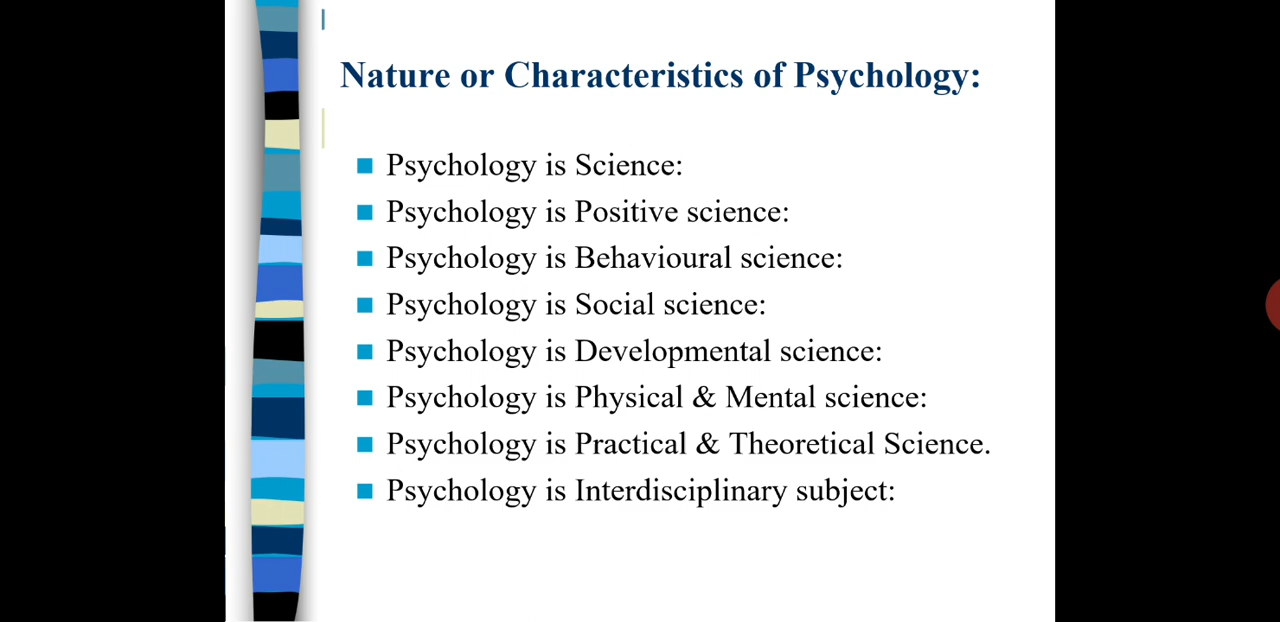 Nature or Characteristics of Psychology:
Psychology is Science:
Psychology is Positive science:
Psychology is Behavioural science:
Psychology is Social science:
Psychology is Developmental science:
Psychology is Physical & Mental science:
Psychology is Practical & Theoretical Science.
Psychology is Interdisciplinary subject: